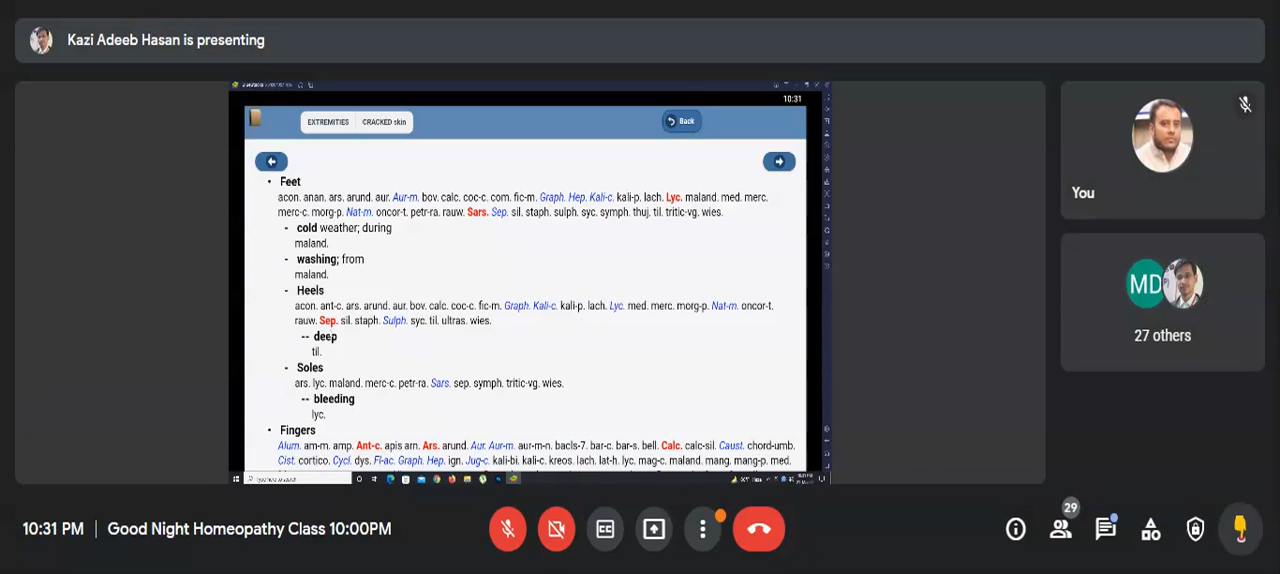 Kazi Adeeb Hasan is presenting
10:31
EXTREMITIES CRACKED skin
Back
• Feet
acon. anan. ars. arund. aur. Aur-m. bov. calc. coc-c. com. fic-m. Graph. Hep. Kali-c. kali-p. lach. Lyc. maland. med. merc.
merc-c. morg-p. Nat-m. oncor-t. petr-ra. rauw. Sars. Sep. sil. staph. sulph. syc. symph. thuj. til. tritic-vg. wies.
- cold weather; during
maland.
- washing; from
maland.
- Heels
acon. ant-c. ars. arund. aur. bov. calc. coc-c. fic-m. Graph. Kali-c. kali-p. lach. Lyc. med. merc. morg-p. Nat-m. oncor-t.
rauw. Sep. sil. staph. Sulph. syc. til. ultras. wies.
-- deep
til.
- Soles
ars. lyc. maland. merc-c. petr-ra. Sars. sep. symph. tritic-vg. wies.
-- bleeding
lyc.
• Fingers
Alum. am-m. amp. Ant-c. apis arn. Ars. arund. Aur. Aur-m. aur-m-n. bacls-7. bar-c. bar-s. bell. Calc. calc-sil. Caust. chord-umb.
Cist. cortico. Cycl. dys. Fl-ac. Graph. Hep. ign. Jug-c. kali-bi. kali-c. kreos. lach. lat-h. lyc. mag-c. maland. mang. mang-p. med.
Type here to search
You
MD
27 others
10:31 PM | Good Night Homeopathy Class 10:00PM
29